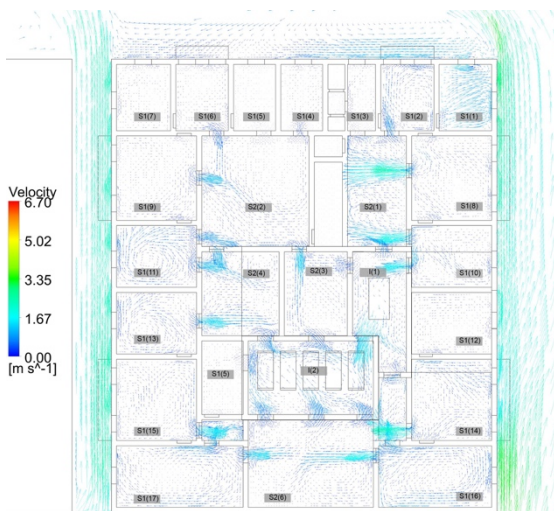 S1(7) S1(6) S1(5) S1(4) S1(3) S1(2) S1(1)
Velocity
6.70
5.02
3.35
1.67
0.00
[m s^-1]
S1(9) S2(2) S2(1) S1(8)
S1(11) S2(4) S2(3) I(1) S1(10)
S1(13) S1(12)
S1(5) I(2)
S1(15) S1(14)
S1(17) S2(6) S1(16)